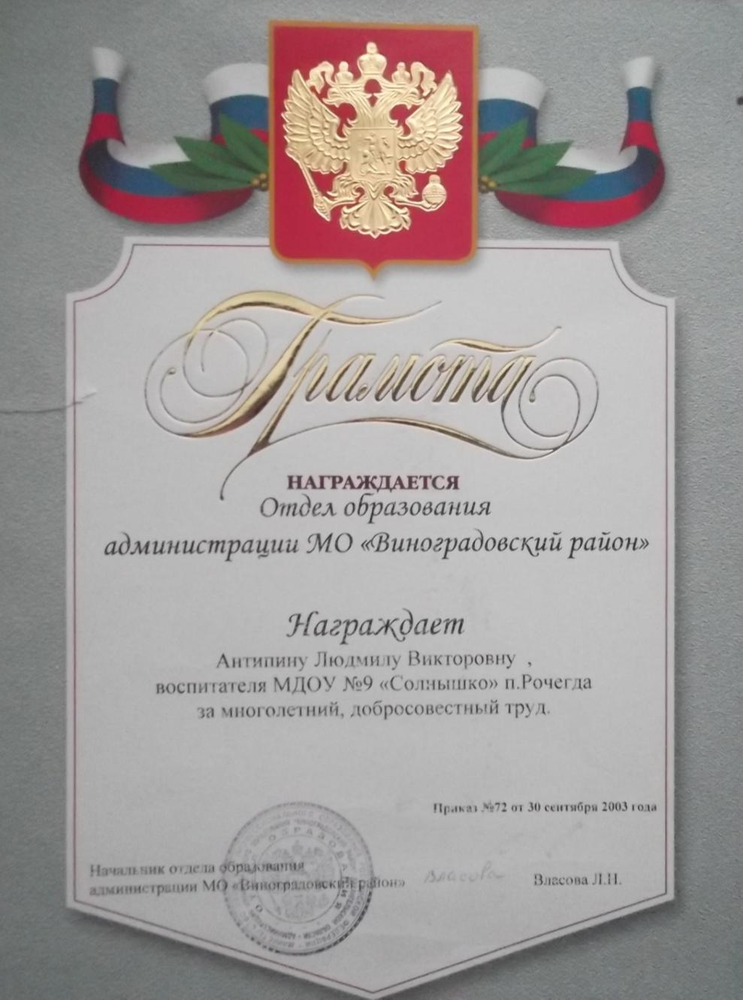 Грамота
НАГРАЖДАЕТСЯ
Отдел образования
администрации МО «Виноградовский район»
Награждает
Антипину Людмилу Викторовну ,
воспитателя МДОУ №9 «Солнышко» п.Рочегда
за многолетний, добросовестный труд.
Приказ №72 от 30 сентября 2003 года
Начальник отдела образования
администрации МО «Виноградовский район»
Власова
Власова Л.Н.